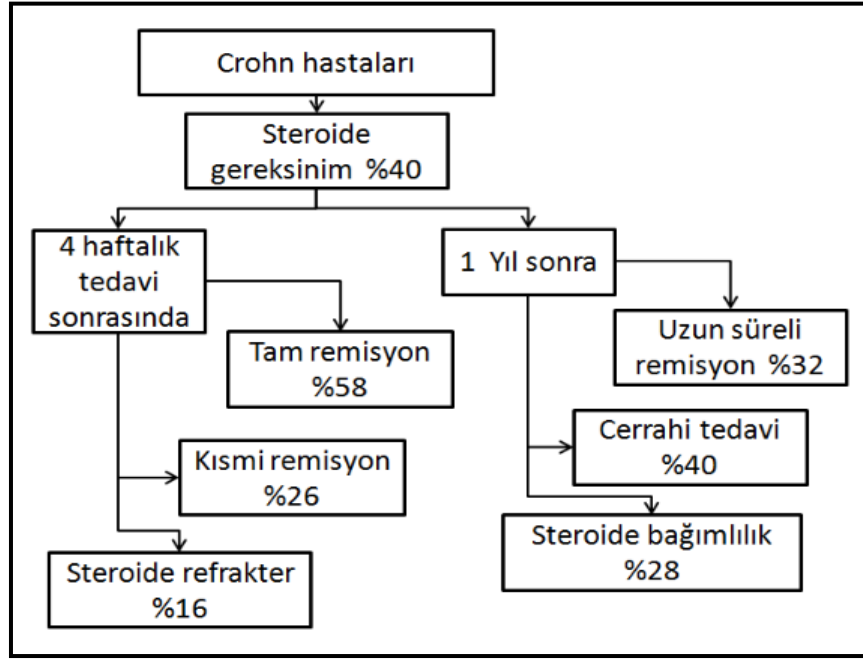 Crohn hastaları
Steroide
gereksinim %40
4 haftalık
tedavi
sonrasında
1 Yıl sonra
Tam remisyon
%58
Uzun süreli
remisyon %32
Kısmi remisyon
%26
Cerrahi tedavi
%40
Steroide refrakter
%16
Steroide bağımlılık
%28